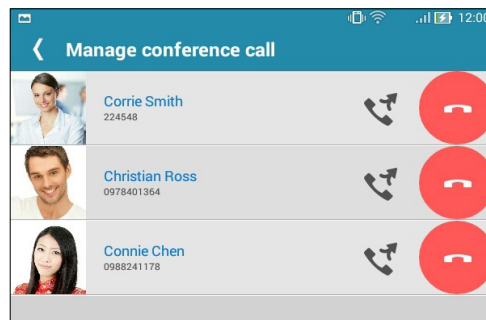 12:00
Manage conference call
Corrie Smith
224548
Christian Ross
0978401364
Connie Chen
0988241178